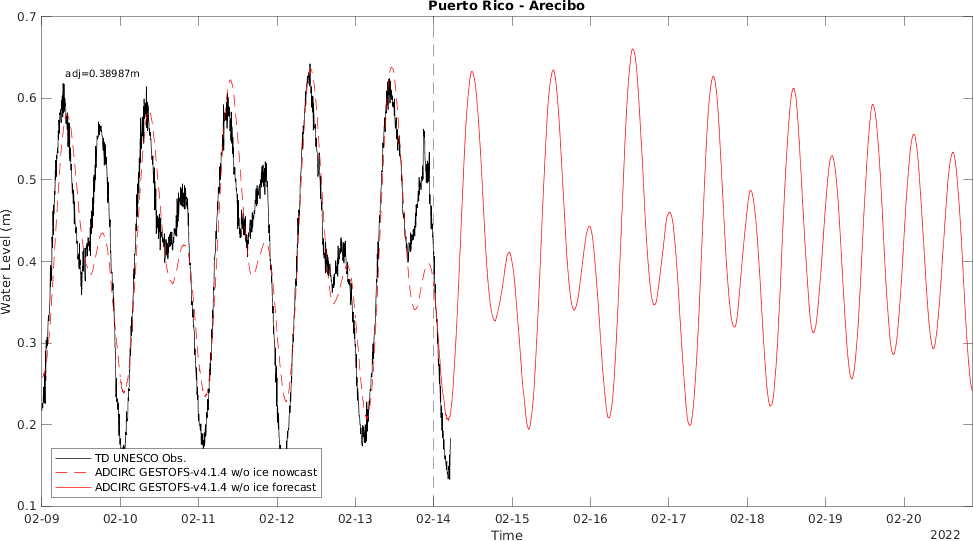 Puerto Rico - Arecibo
0.7
adj=0.38987m
0.6
0.5
0.4
0.3
0.2
0.1
Water Level (m)
TD UNESCO Obs.
ADCIRC GESTOFS-v4.1.4 w/o ice nowcast
ADCIRC GESTOFS-v4.1.4 w/o ice forecast
02-09 02-10 02-11 02-12 02-13 02-14 02-15 02-16 02-17 02-18 02-19 02-20
Time
2022